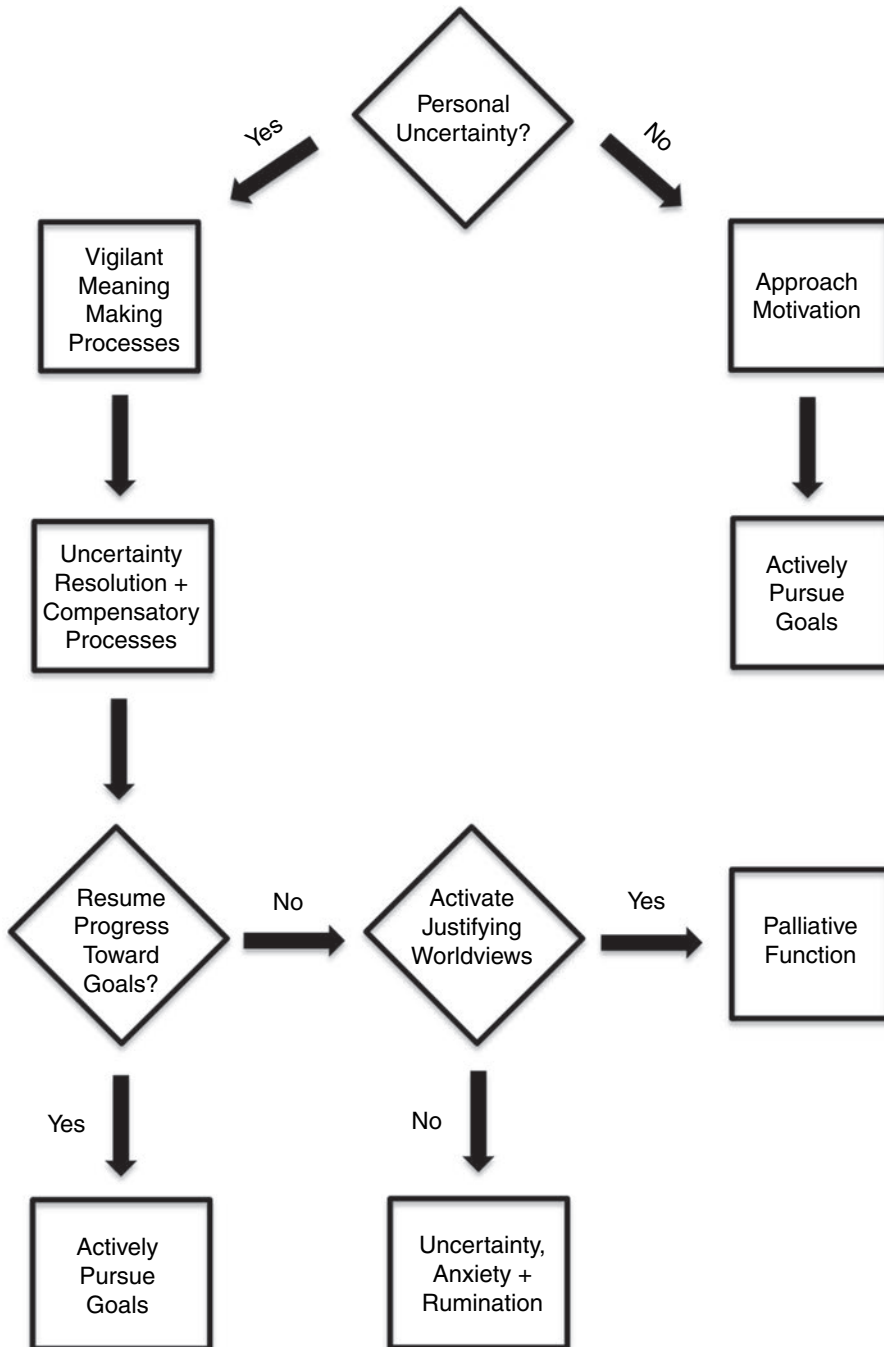 Personal
Uncertainty?
Yes
No
Vigilant
Meaning
Making
Processes
Approach
Motivation
Uncertainty
Resolution +
Compensatory
Processes
Actively
Pursue
Goals
Resume
Progress
Toward
Goals?
No
Activate
Justifying
Worldviews
Yes
Palliative
Function
Yes
No
Actively
Pursue
Goals
Uncertainty,
Anxiety +
Rumination